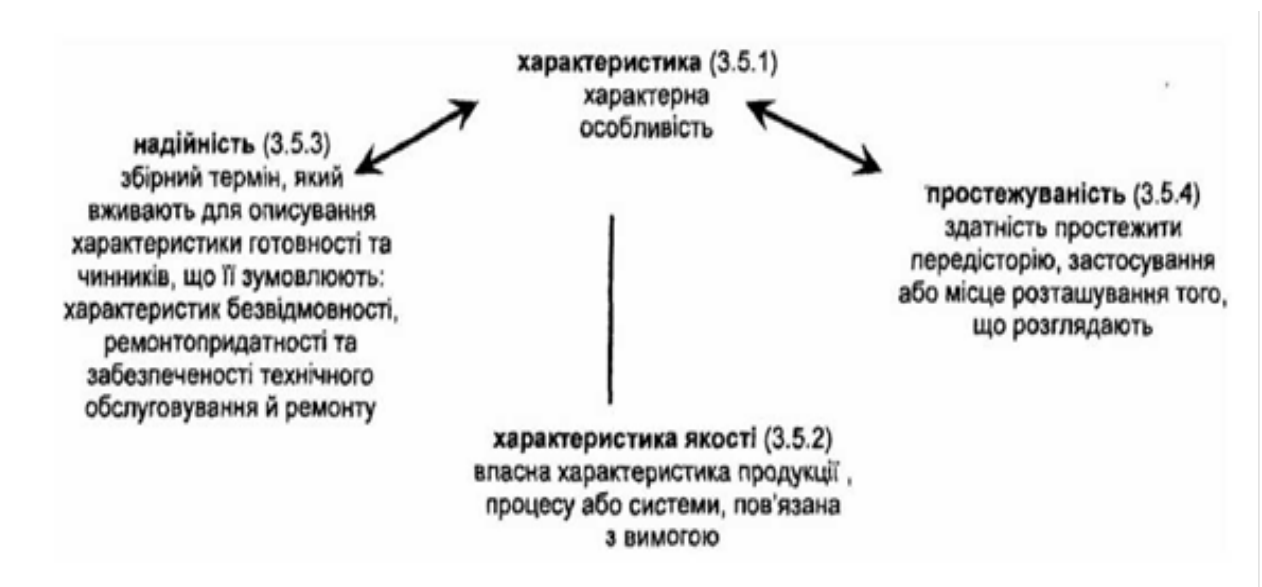 характеристика (3.5.1)
характерна
особливість
надійність (3.5.3)
збірний термін, який
вживають для описування
характеристики готовності та
чинників, що її зумовлюють:
характеристик безвідмовності,
ремонтопридатності та
забезпеченості технічного
обслуговування й ремонту
простежуваність (3.5.4)
здатність простежити
передісторію, застосування
або місце розташування того,
що розглядають
характеристика якості (3.5.2)
власна характеристика продукції ,
процесу або системи, пов'язана
з вимогою